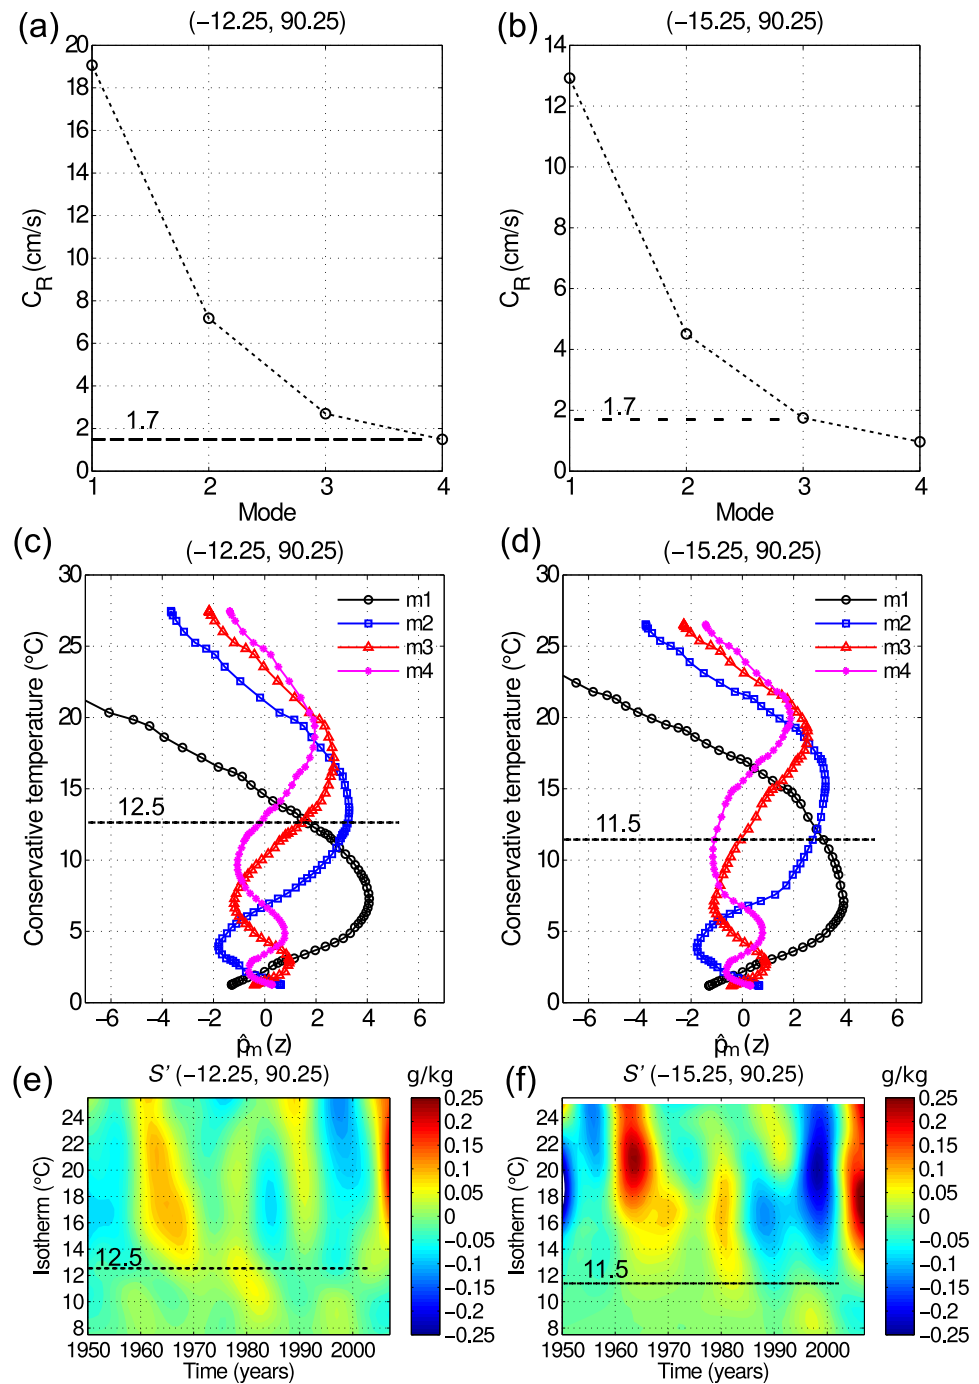 (a)
(−12.25, 90.25)
20
18
16
14
12
10
8
6
4
2
0
C_R (cm/s)
1.7
1 2 3 4
Mode
(b)
(−15.25, 90.25)
14
12
10
8
6
4
2
0
C_R (cm/s)
1.7
1 2 3 4
Mode
(c)
(−12.25, 90.25)
30
25
20
15
10
5
0
Conservative temperature (°C)
m1
m2
m3
m4
12.5
−6 −4 −2 0 2 4 6
p̂_m (z)
(d)
(−15.25, 90.25)
30
25
20
15
10
5
0
Conservative temperature (°C)
m1
m2
m3
m4
11.5
−6 −4 −2 0 2 4 6
p̂_m (z)
(e)
S' (−12.25, 90.25)
g/kg
24
22
20
18
16
14
12
10
8
Isotherm (°C)
12.5
1950 1960 1970 1980 1990 2000
Time (years)
0.25
0.2
0.15
0.1
0.05
0
−0.05
−0.1
−0.15
−0.2
−0.25
(f)
S' (−15.25, 90.25)
g/kg
24
22
20
18
16
14
12
10
8
Isotherm (°C)
11.5
1950 1960 1970 1980 1990 2000
Time (years)
0.25
0.2
0.15
0.1
0.05
0
−0.05
−0.1
−0.15
−0.2
−0.25